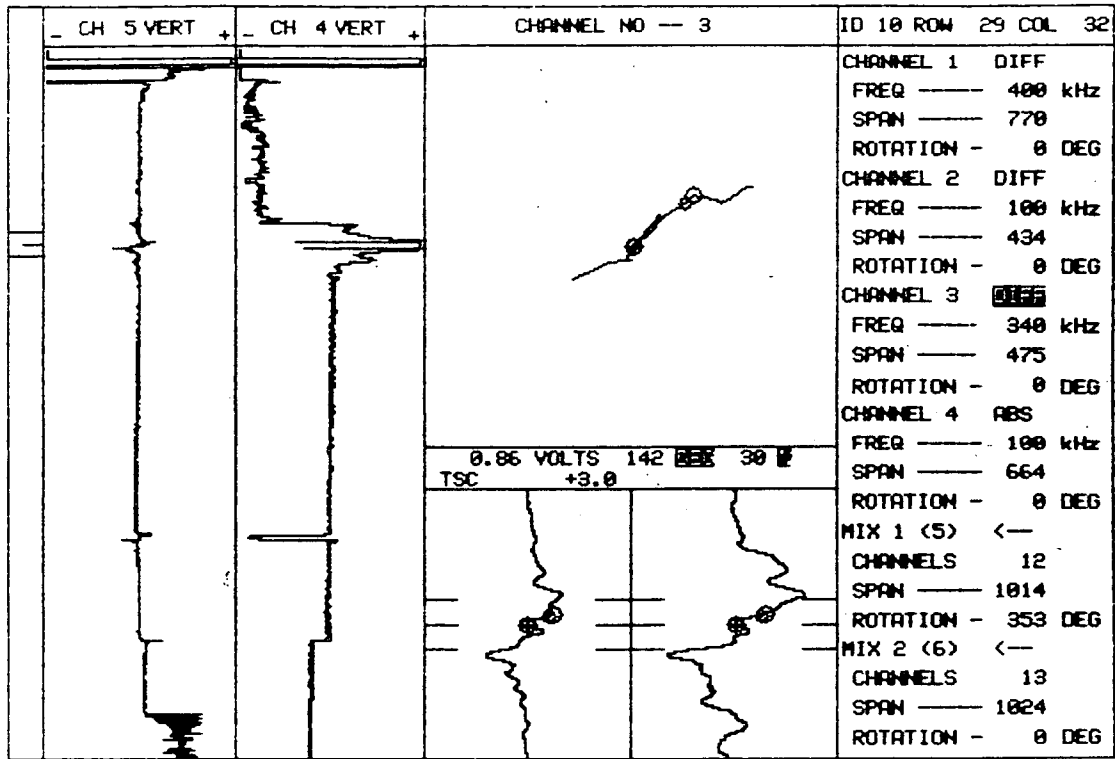 - CH 5 VERT +
- CH 4 VERT +
CHANNEL NO -- 3
ID 10 ROW 29 COL 32
CHANNEL 1 DIFF
FREQ ----- 400 kHz
SPAN ----- 770
ROTATION - 0 DEG
CHANNEL 2 DIFF
FREQ ----- 100 kHz
SPAN ----- 434
ROTATION - 0 DEG
CHANNEL 3 DIFF
FREQ ----- 340 kHz
SPAN ----- 475
ROTATION - 0 DEG
CHANNEL 4 ABS
FREQ ----- 100 kHz
SPAN ----- 664
ROTATION - 0 DEG
MIX 1 (5) <--
CHANNELS 12
SPAN ----- 1014
ROTATION - 353 DEG
MIX 2 (6) <--
CHANNELS 13
SPAN ----- 1024
ROTATION - 0 DEG
0.86 VOLTS 142 DEG 30
TSC +3.0